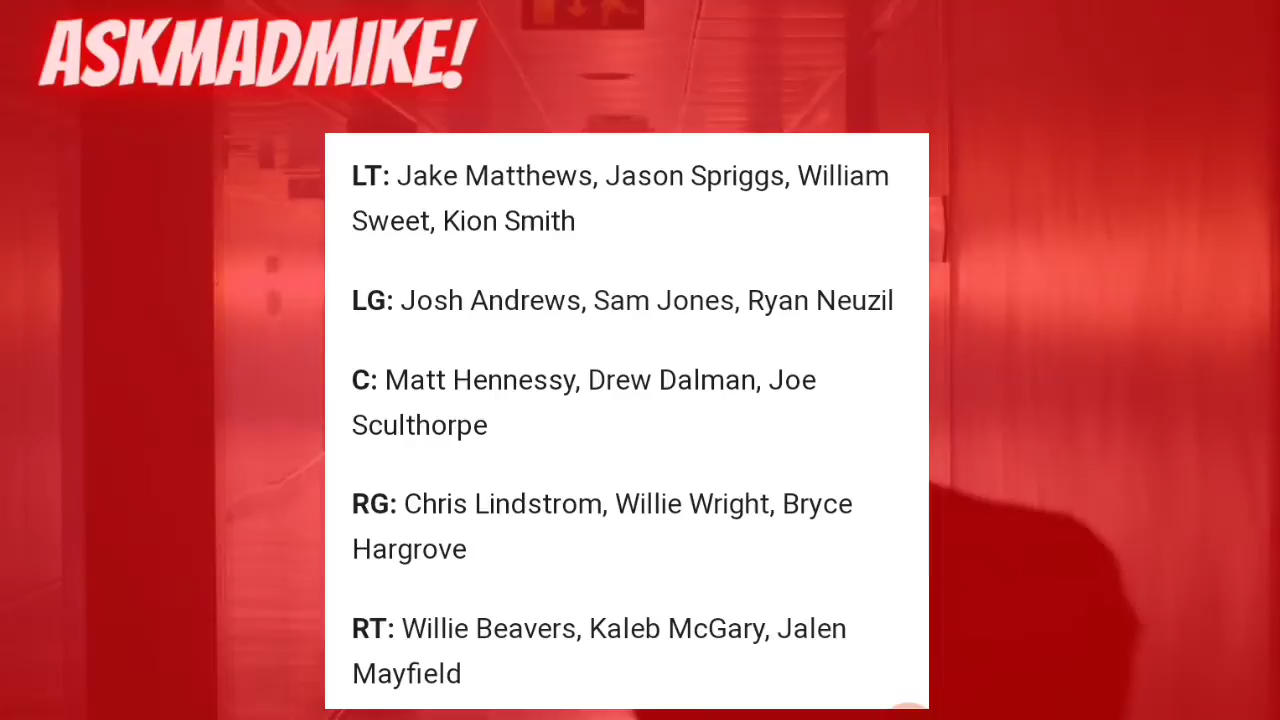 ASKMADMIKE!
LT: Jake Matthews, Jason Spriggs, William
Sweet, Kion Smith
LG: Josh Andrews, Sam Jones, Ryan Neuzil
C: Matt Hennessy, Drew Dalman, Joe
Sculthorpe
RG: Chris Lindstrom, Willie Wright, Bryce
Hargrove
RT: Willie Beavers, Kaleb McGary, Jalen
Mayfield